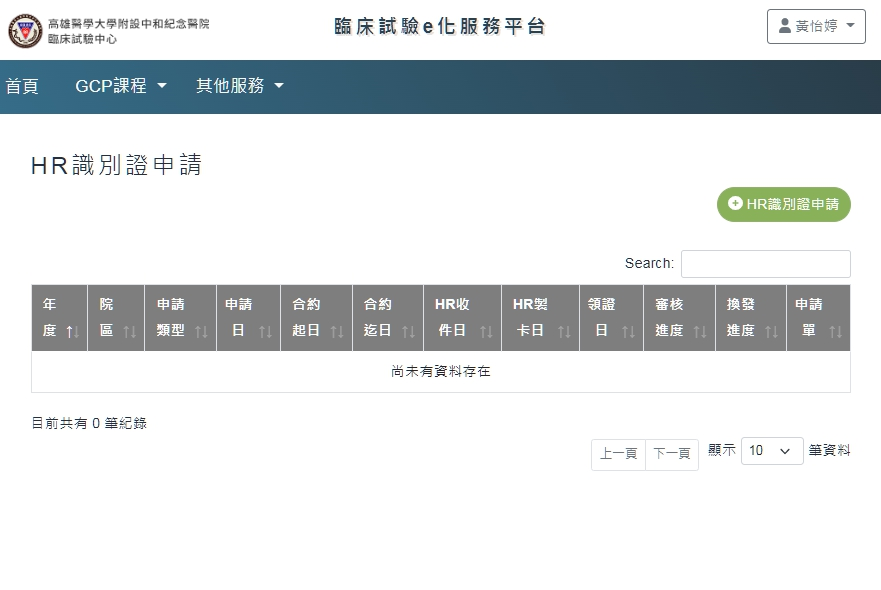 高雄醫學大學附設中和紀念醫院
臨床試驗中心
臨床試驗e化服務平台
黃怡婷
首頁 GCP課程 其他服務
HR識別證申請
HR識別證申請
Search:
年度 院區 申請類型 申請日 合約起日 合約迄日 HR收件日 HR製卡日 領證日 審核進度 換發進度 申請單
尚未有資料存在
目前共有 0 筆紀錄
上一頁 下一頁 顯示 10 筆資料